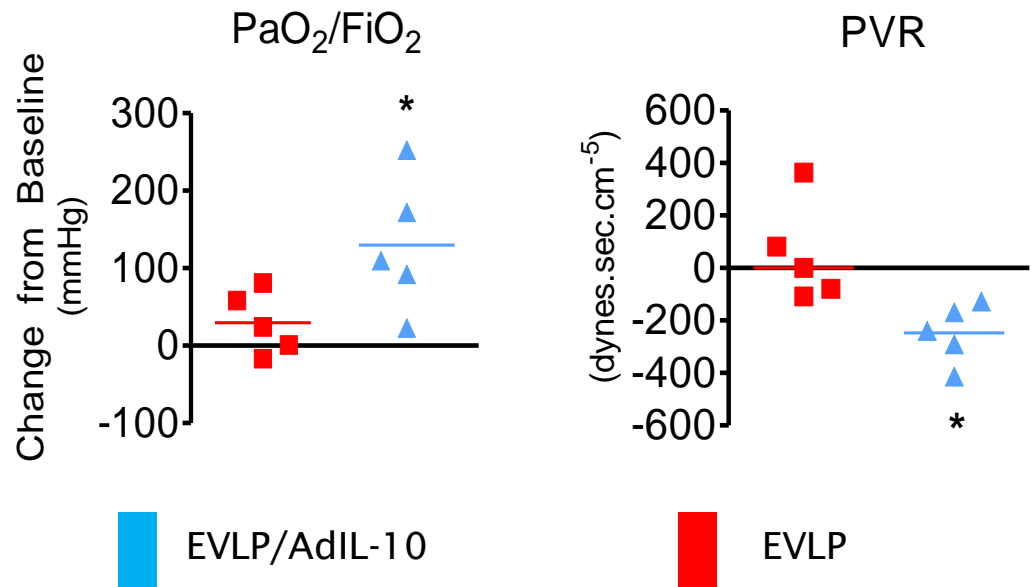 PaO₂/FiO₂
PVR
Change from Baseline
(mmHg)
300
200
100
0
-100
*
(dynes.sec.cm⁻⁵)
600
400
200
0
-200
-400
-600
*
EVLP/AdIL-10
EVLP